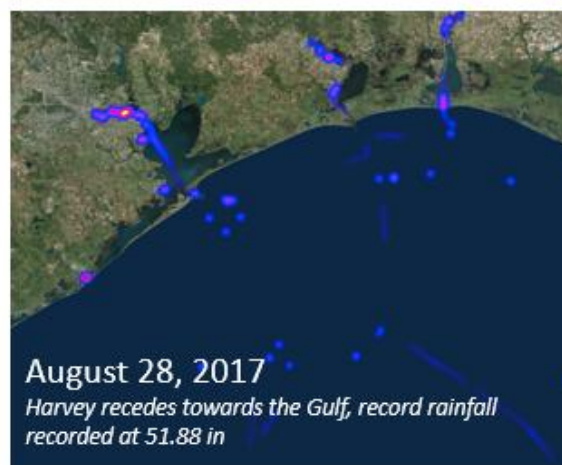 August 28, 2017
Harvey recedes towards the Gulf, record rainfall
recorded at 51.88 in